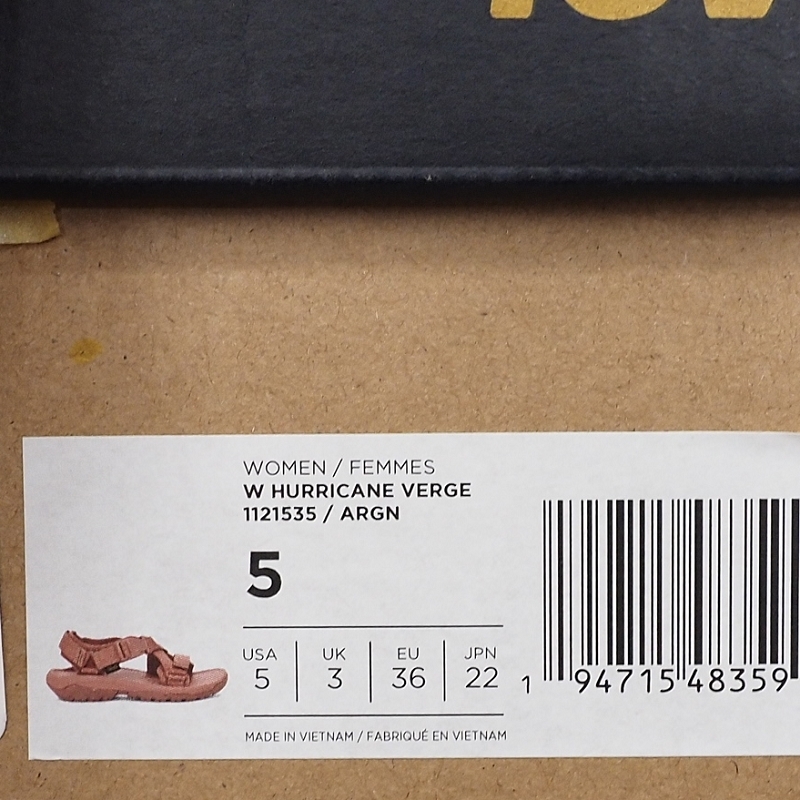 WOMEN / FEMMES
W HURRICANE VERGE
1121535 / ARGN
5
USA UK EU JPN
5 3 36 22
MADE IN VIETNAM / FABRIQUÉ EN VIETNAM
1 94715 48359